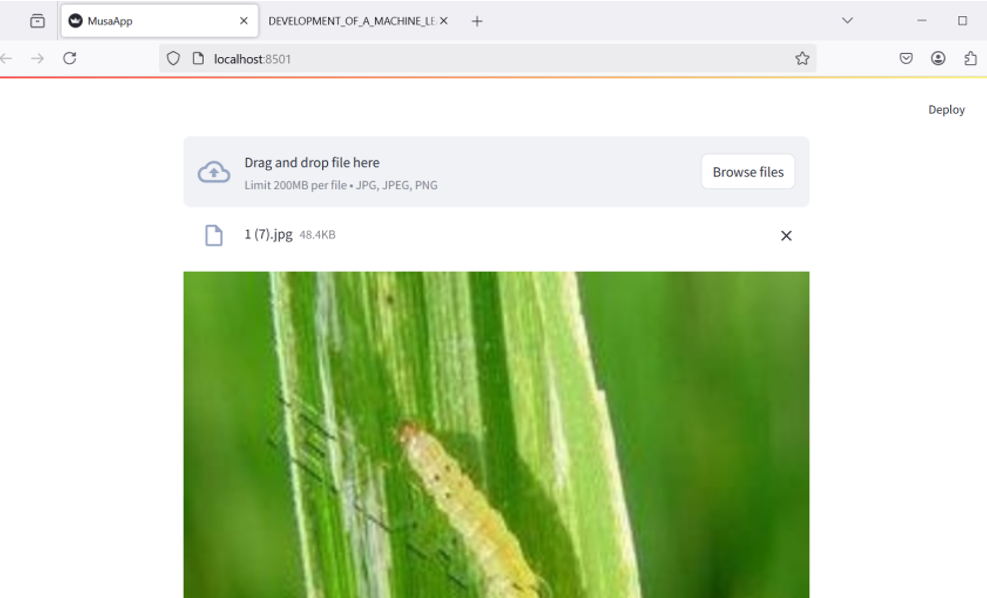 MusaApp
DEVELOPMENT_OF_A_MACHINE_LE
localhost:8501
Deploy
Drag and drop file here
Limit 200MB per file • JPG, JPEG, PNG
Browse files
1 (7).jpg 48.4KB